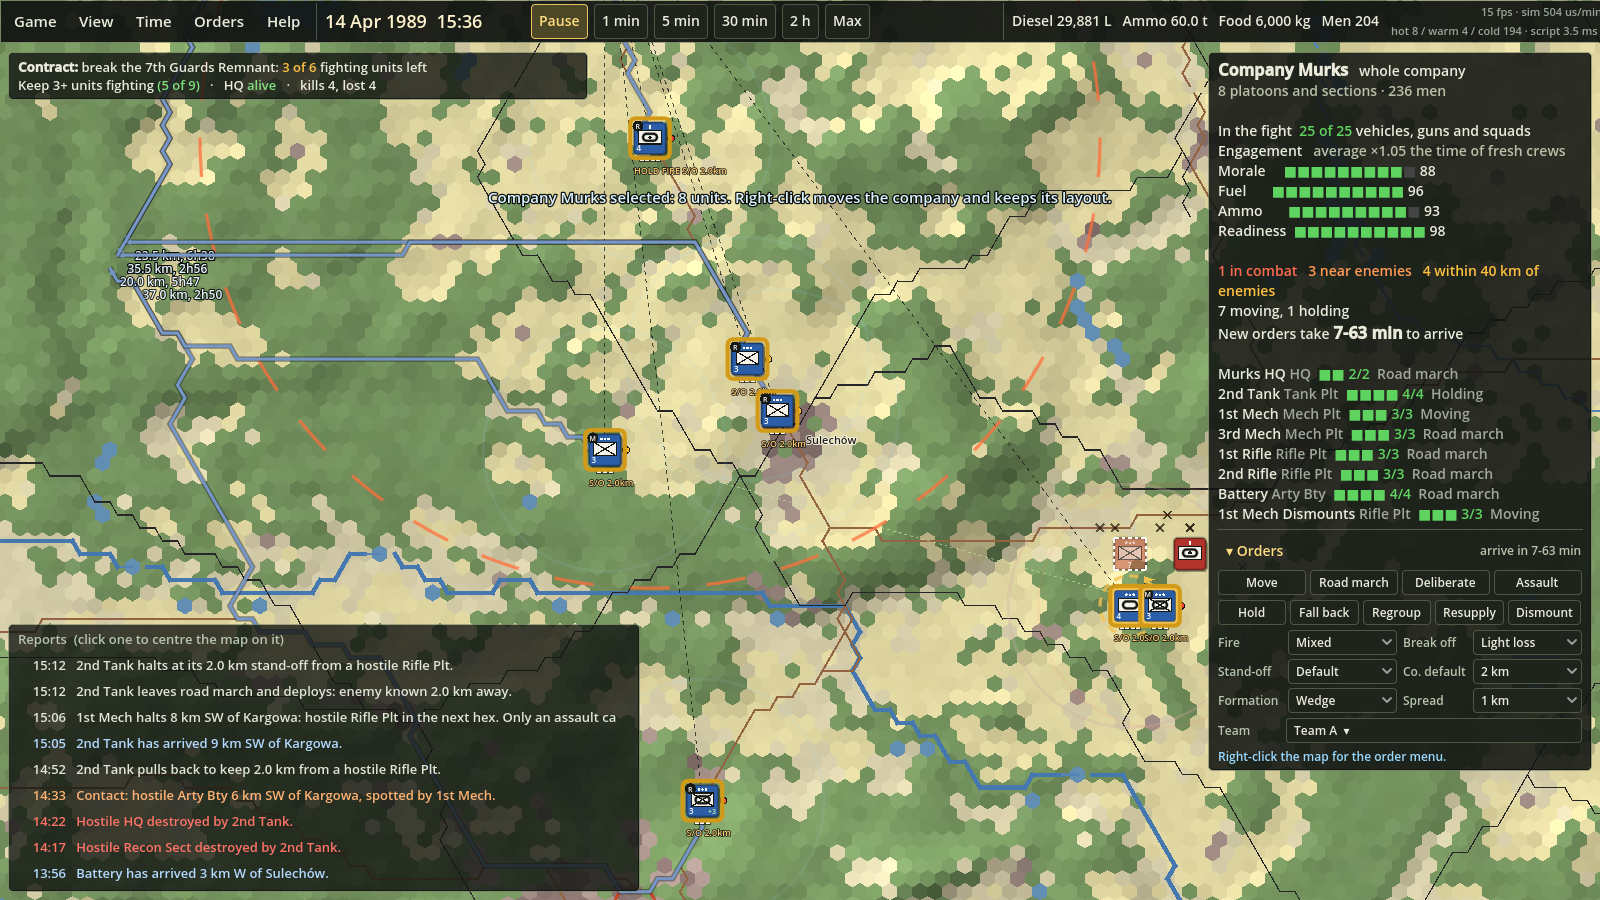 Game View Time Orders Help 14 Apr 1989 15:36 Pause 1 min 5 min 30 min 2 h Max Diesel 29,881 L Ammo 60.0 t Food 6,000 kg Men 204
15 fps · sim 504 us/min
hot 8 / warm 4 / cold 194 · script 3.5 ms
Contract: break the 7th Guards Remnant: 3 of 6 fighting units left
Keep 3+ units fighting (5 of 9) · HQ alive · kills 4, lost 4
HOLD FIRE S/O 2.0km
Company Murks selected: 8 units. Right-click moves the company and keeps its layout.
35.5 km, 2h56
20.0 km, 5h47
37.0 km, 2h50
S/O 2.0km
Sulechów
S/O 2.0km
S/O 2.0km
S/O 2.0km
Company Murks whole company
8 platoons and sections · 236 men
In the fight 25 of 25 vehicles, guns and squads
Engagement average ×1.05 the time of fresh crews
Morale 88
Fuel 96
Ammo 93
Readiness 98
1 in combat 3 near enemies 4 within 40 km of
enemies
7 moving, 1 holding
New orders take 7-63 min to arrive
Murks HQ HQ 2/2 Road march
2nd Tank Tank Plt 4/4 Holding
1st Mech Mech Plt 3/3 Moving
3rd Mech Mech Plt 3/3 Road march
1st Rifle Rifle Plt 3/3 Road march
2nd Rifle Rifle Plt 3/3 Road march
Battery Arty Bty 4/4 Road march
1st Mech Dismounts Rifle Plt 3/3 Moving
▾ Orders arrive in 7-63 min
Move Road march Deliberate Assault
Hold Fall back Regroup Resupply Dismount
Fire Mixed Break off Light loss
Stand-off Default Co. default 2 km
Formation Wedge Spread 1 km
Team Team A ▾
Right-click the map for the order menu.
Reports (click one to centre the map on it)
15:12 2nd Tank halts at its 2.0 km stand-off from a hostile Rifle Plt.
15:12 2nd Tank leaves road march and deploys: enemy known 2.0 km away.
15:06 1st Mech halts 8 km SW of Kargowa: hostile Rifle Plt in the next hex. Only an assault ca
15:05 2nd Tank has arrived 9 km SW of Kargowa.
14:52 2nd Tank pulls back to keep 2.0 km from a hostile Rifle Plt.
14:33 Contact: hostile Arty Bty 6 km SW of Kargowa, spotted by 1st Mech.
14:22 Hostile HQ destroyed by 2nd Tank.
14:17 Hostile Recon Sect destroyed by 2nd Tank.
13:56 Battery has arrived 3 km W of Sulechów.